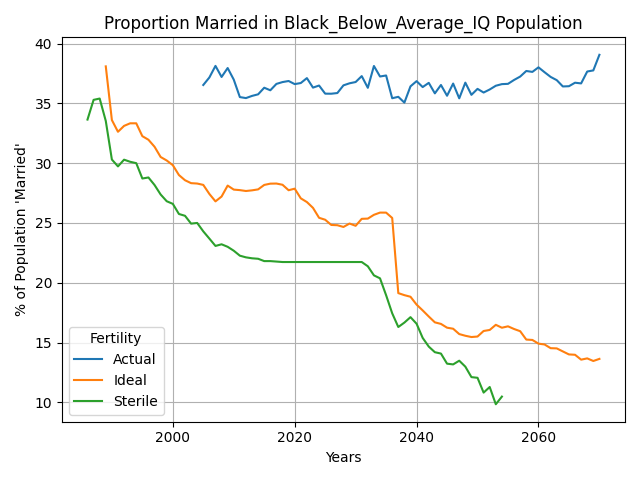 Proportion Married in Black_Below_Average_IQ Population
% of Population 'Married'
40
35
30
25
20
15
10
Fertility
Actual
Ideal
Sterile
2000
2020
2040
2060
Years